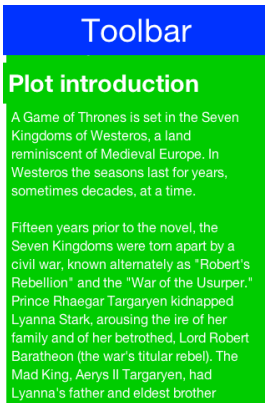 Toolbar
Plot introduction
A Game of Thrones is set in the Seven
Kingdoms of Westeros, a land
reminiscent of Medieval Europe. In
Westeros the seasons last for years,
sometimes decades, at a time.
Fifteen years prior to the novel, the
Seven Kingdoms were torn apart by a
civil war, known alternately as "Robert's
Rebellion" and the "War of the Usurper."
Prince Rhaegar Targaryen kidnapped
Lyanna Stark, arousing the ire of her
family and of her betrothed, Lord Robert
Baratheon (the war's titular rebel). The
Mad King, Aerys II Targaryen, had
Lyanna's father and eldest brother